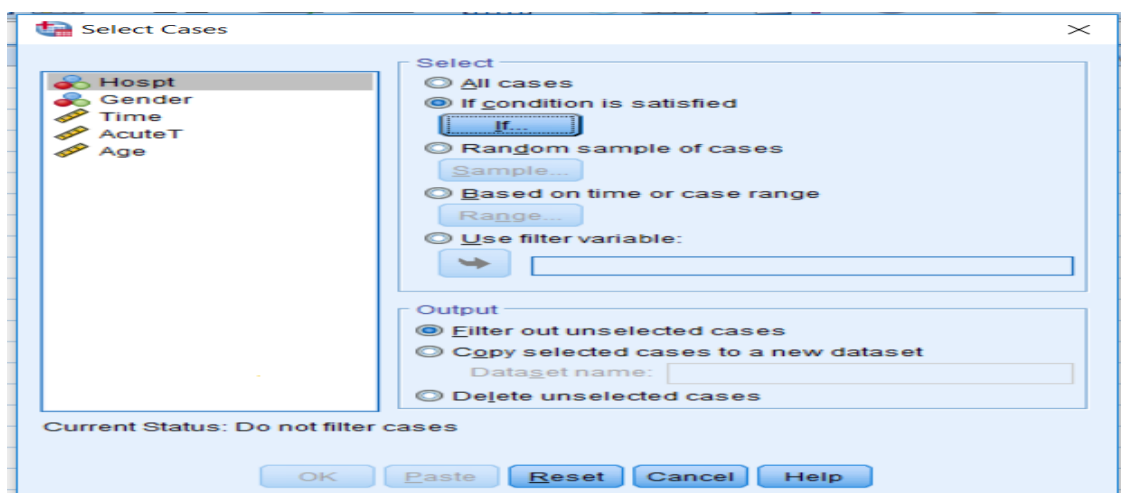 Select Cases
Hospt
Gender
Time
AcuteT
Age
Select
All cases
If condition is satisfied
If...
Random sample of cases
Sample...
Based on time or case range
Range...
Use filter variable:
Output
Filter out unselected cases
Copy selected cases to a new dataset
Dataset name:
Delete unselected cases
Current Status: Do not filter cases
OK Paste Reset Cancel Help